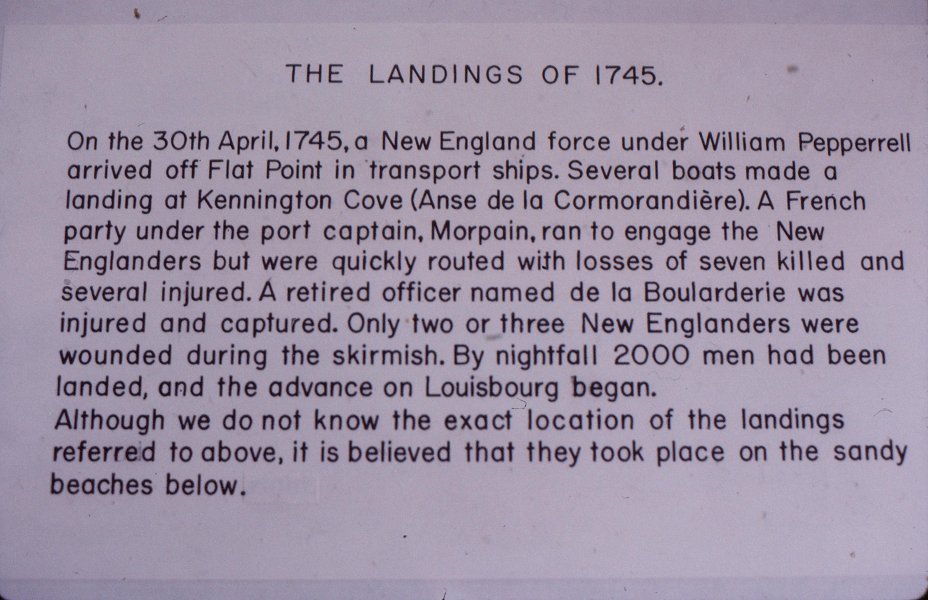 THE LANDINGS OF 1745.
On the 30th April, 1745, a New England force under William Pepperrell
arrived off Flat Point in transport ships. Several boats made a
landing at Kennington Cove (Anse de la Cormorandière). A French
party under the port captain, Morpain, ran to engage the New
Englanders but were quickly routed with losses of seven killed and
several injured. A retired officer named de la Boularderie was
injured and captured. Only two or three New Englanders were
wounded during the skirmish. By nightfall 2000 men had been
landed, and the advance on Louisbourg began.
Although we do not know the exact location of the landings
referred to above, it is believed that they took place on the sandy
beaches below.